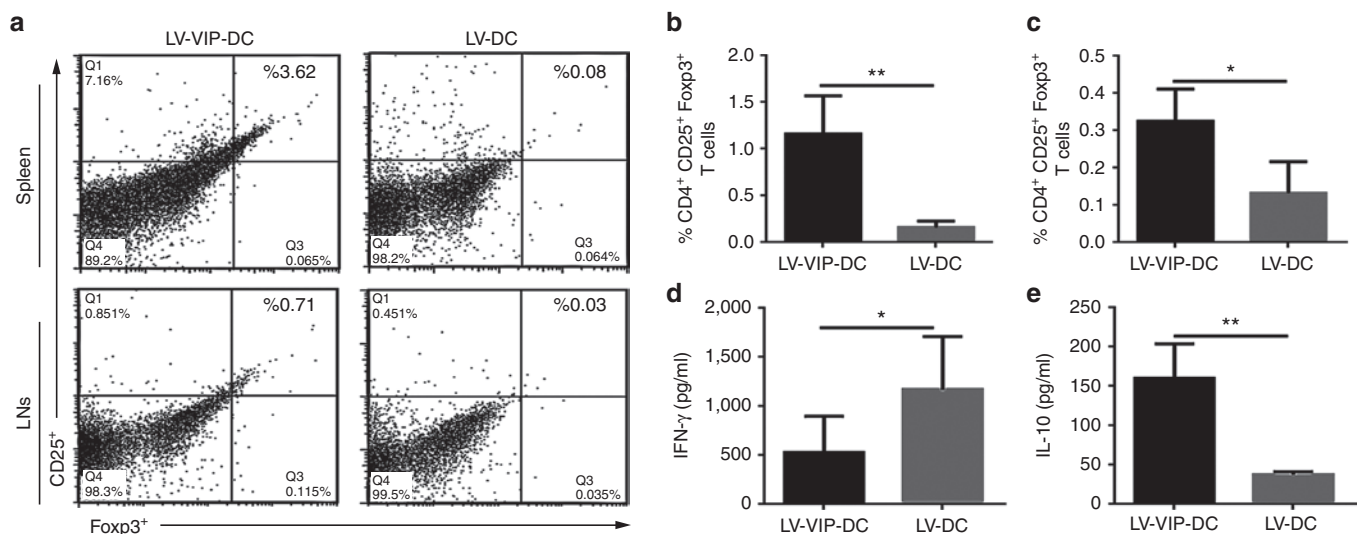 a
LV-VIP-DC
LV-DC
Spleen
LNs
CD25⁺
Foxp3⁺
Q1
7.16%
%3.62
Q4
89.2%
Q3
0.065%
%0.08
Q4
98.2%
Q3
0.064%
Q1
0.851%
%0.71
Q4
98.3%
Q3
0.115%
Q1
0.451%
%0.03
Q4
99.5%
Q3
0.035%
b
% CD4⁺ CD25⁺ Foxp3⁺
T cells
2.0
1.5
1.0
0.5
0.0
**
LV-VIP-DC
LV-DC
c
% CD4⁺ CD25⁺ Foxp3⁺
T cells
0.5
0.4
0.3
0.2
0.1
0.0
*
LV-VIP-DC
LV-DC
d
IFN-γ (pg/ml)
2,000
1,500
1,000
500
0
*
LV-VIP-DC
LV-DC
e
IL-10 (pg/ml)
250
200
150
100
50
0
**
LV-VIP-DC
LV-DC